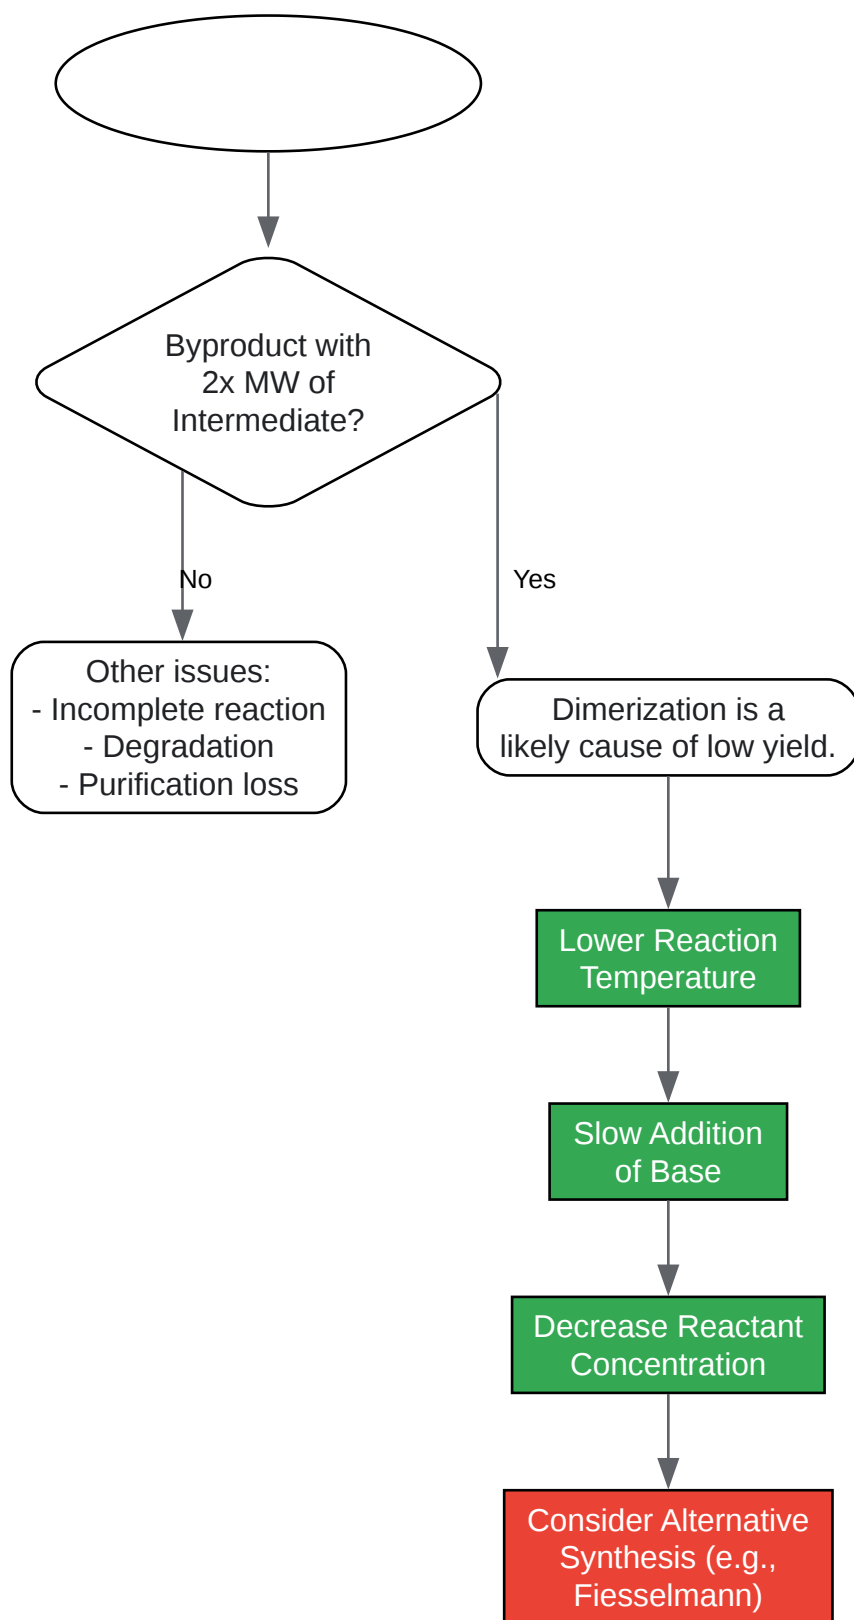 Byproduct with
2x MW of
Intermediate?
No
Yes
Other issues:
- Incomplete reaction
- Degradation
- Purification loss
Dimerization is a
likely cause of low yield.
Lower Reaction
Temperature
Slow Addition
of Base
Decrease Reactant
Concentration
Consider Alternative
Synthesis (e.g.,
Fiesselmann)